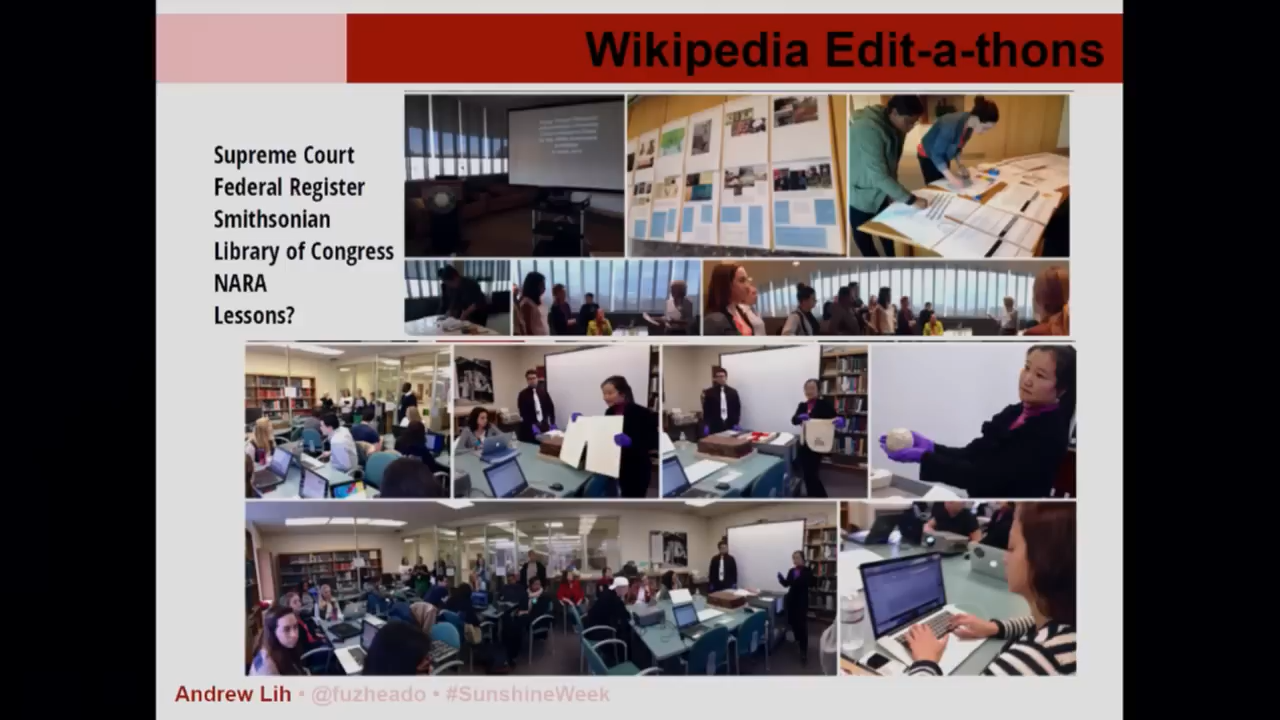 Wikipedia Edit-a-thons
Supreme Court
Federal Register
Smithsonian
Library of Congress
NARA
Lessons?
Andrew Lih • @fuzheado • #SunshineWeek